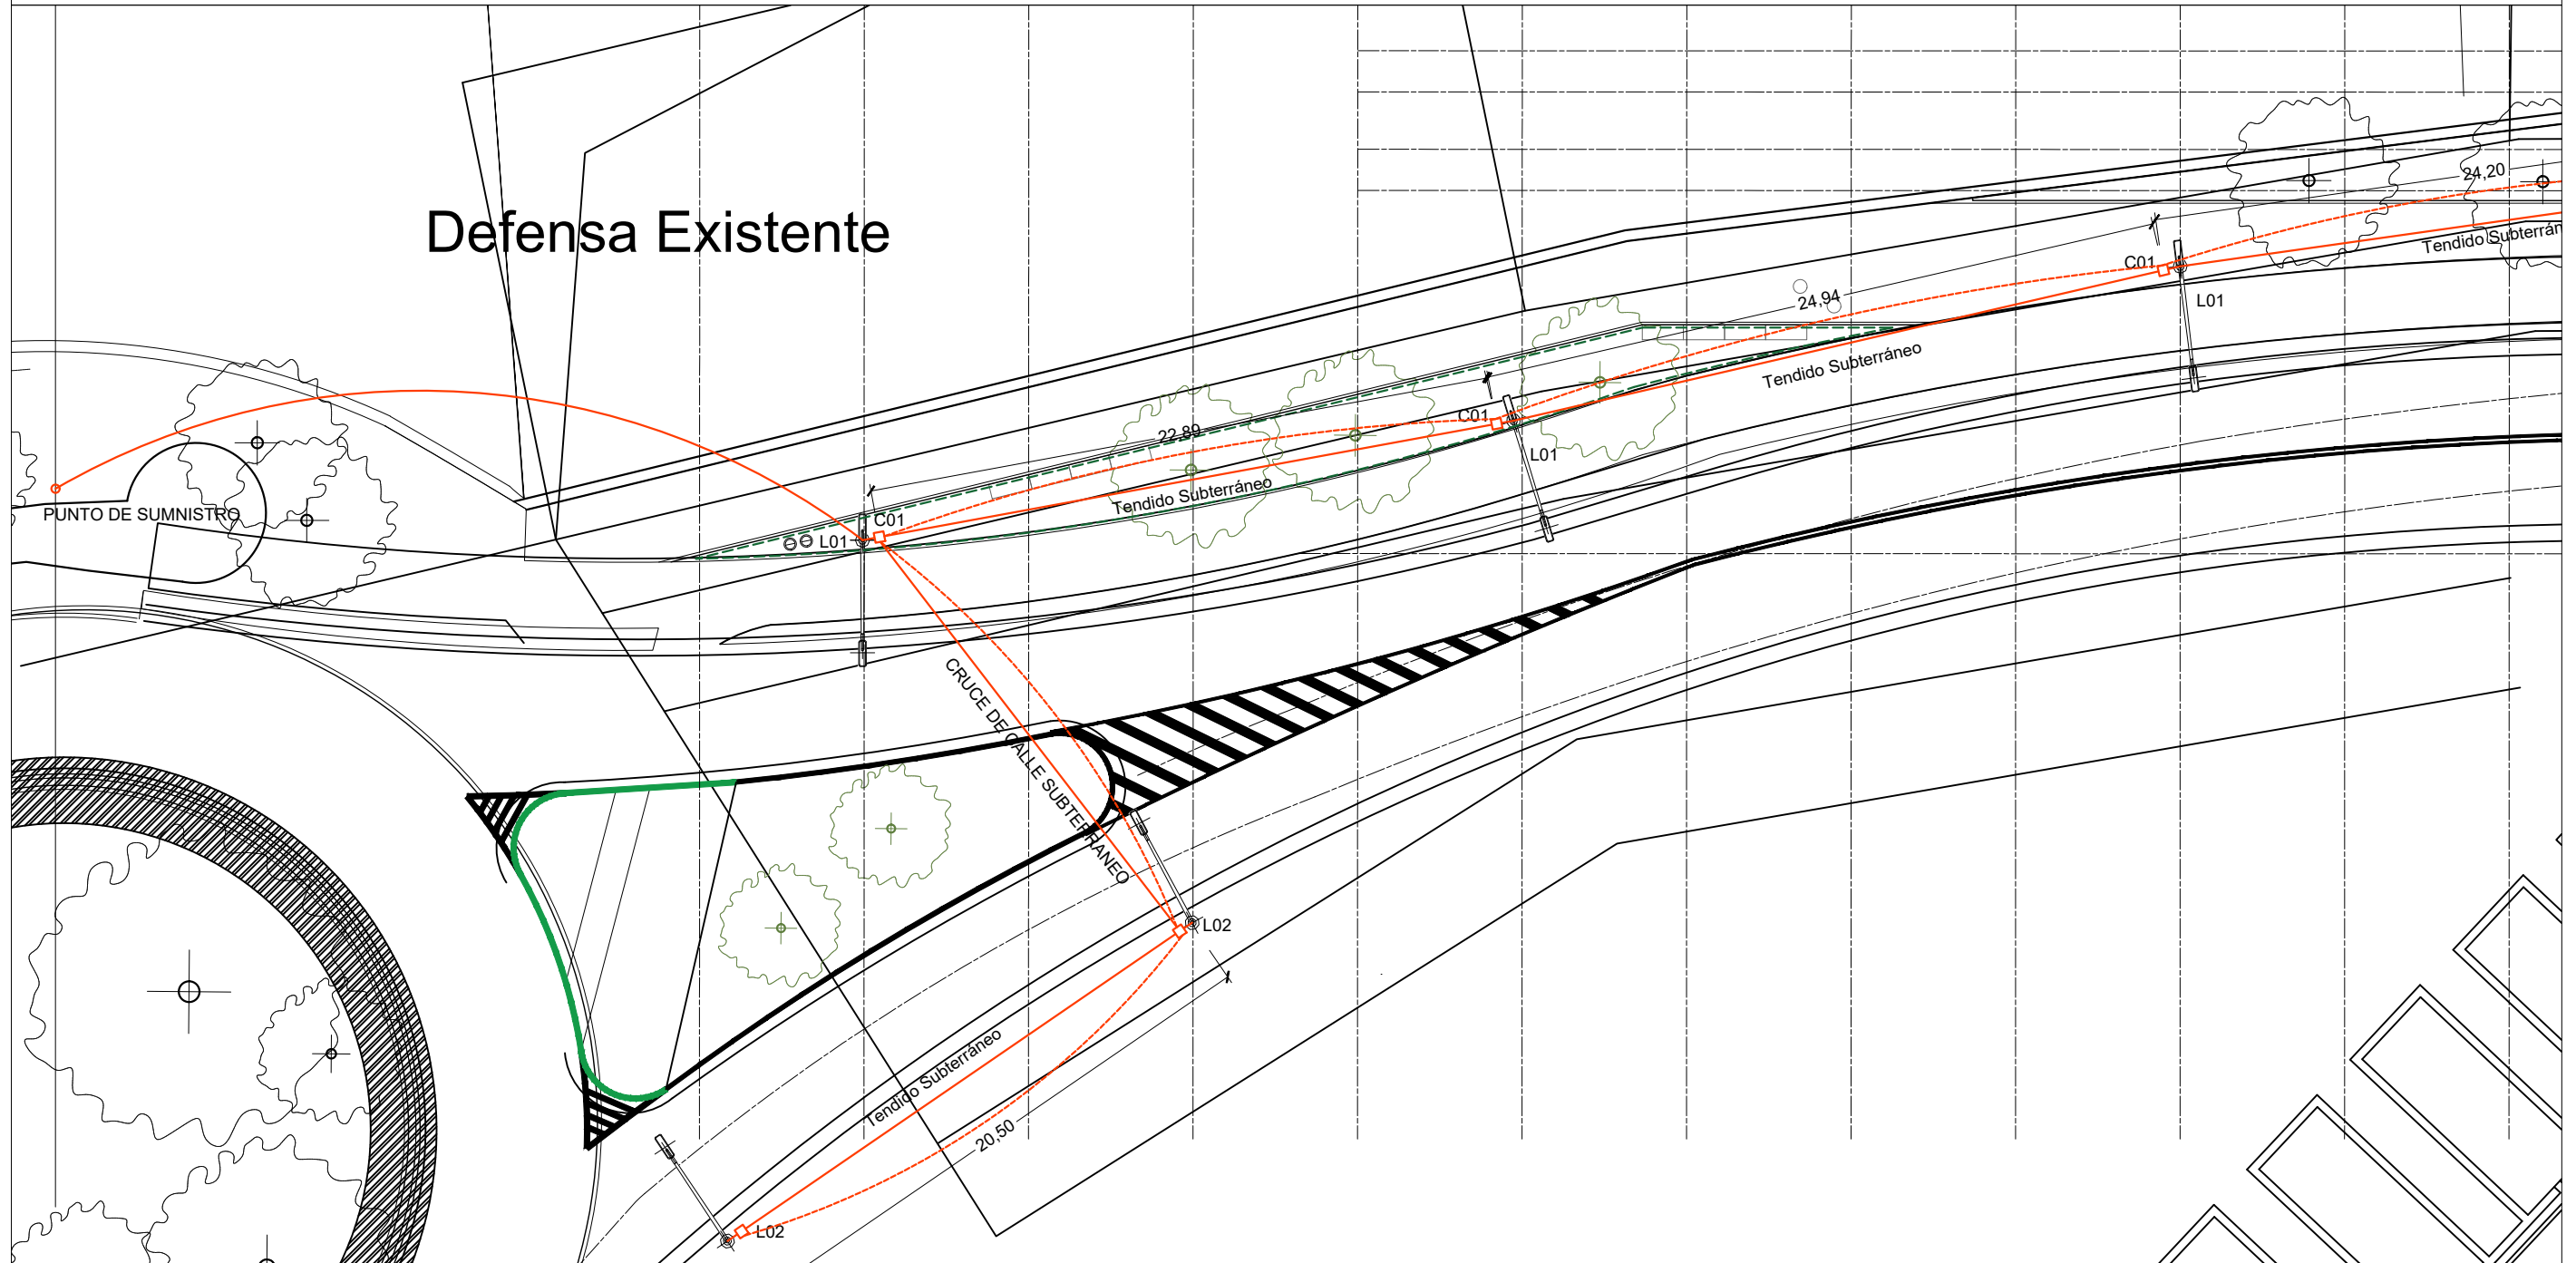 24,20
Defensa Existente
Tendido Subterrán
C01
L01
24,94
Tendido Subterráneo
C01
22,89
L01
Tendido Subterráneo
PUNTO DE SUMNISTRO
C01
L01
CRUCE DE CALLE SUBTERRANEO
L02
Tendido Subterráneo
20,50
L02